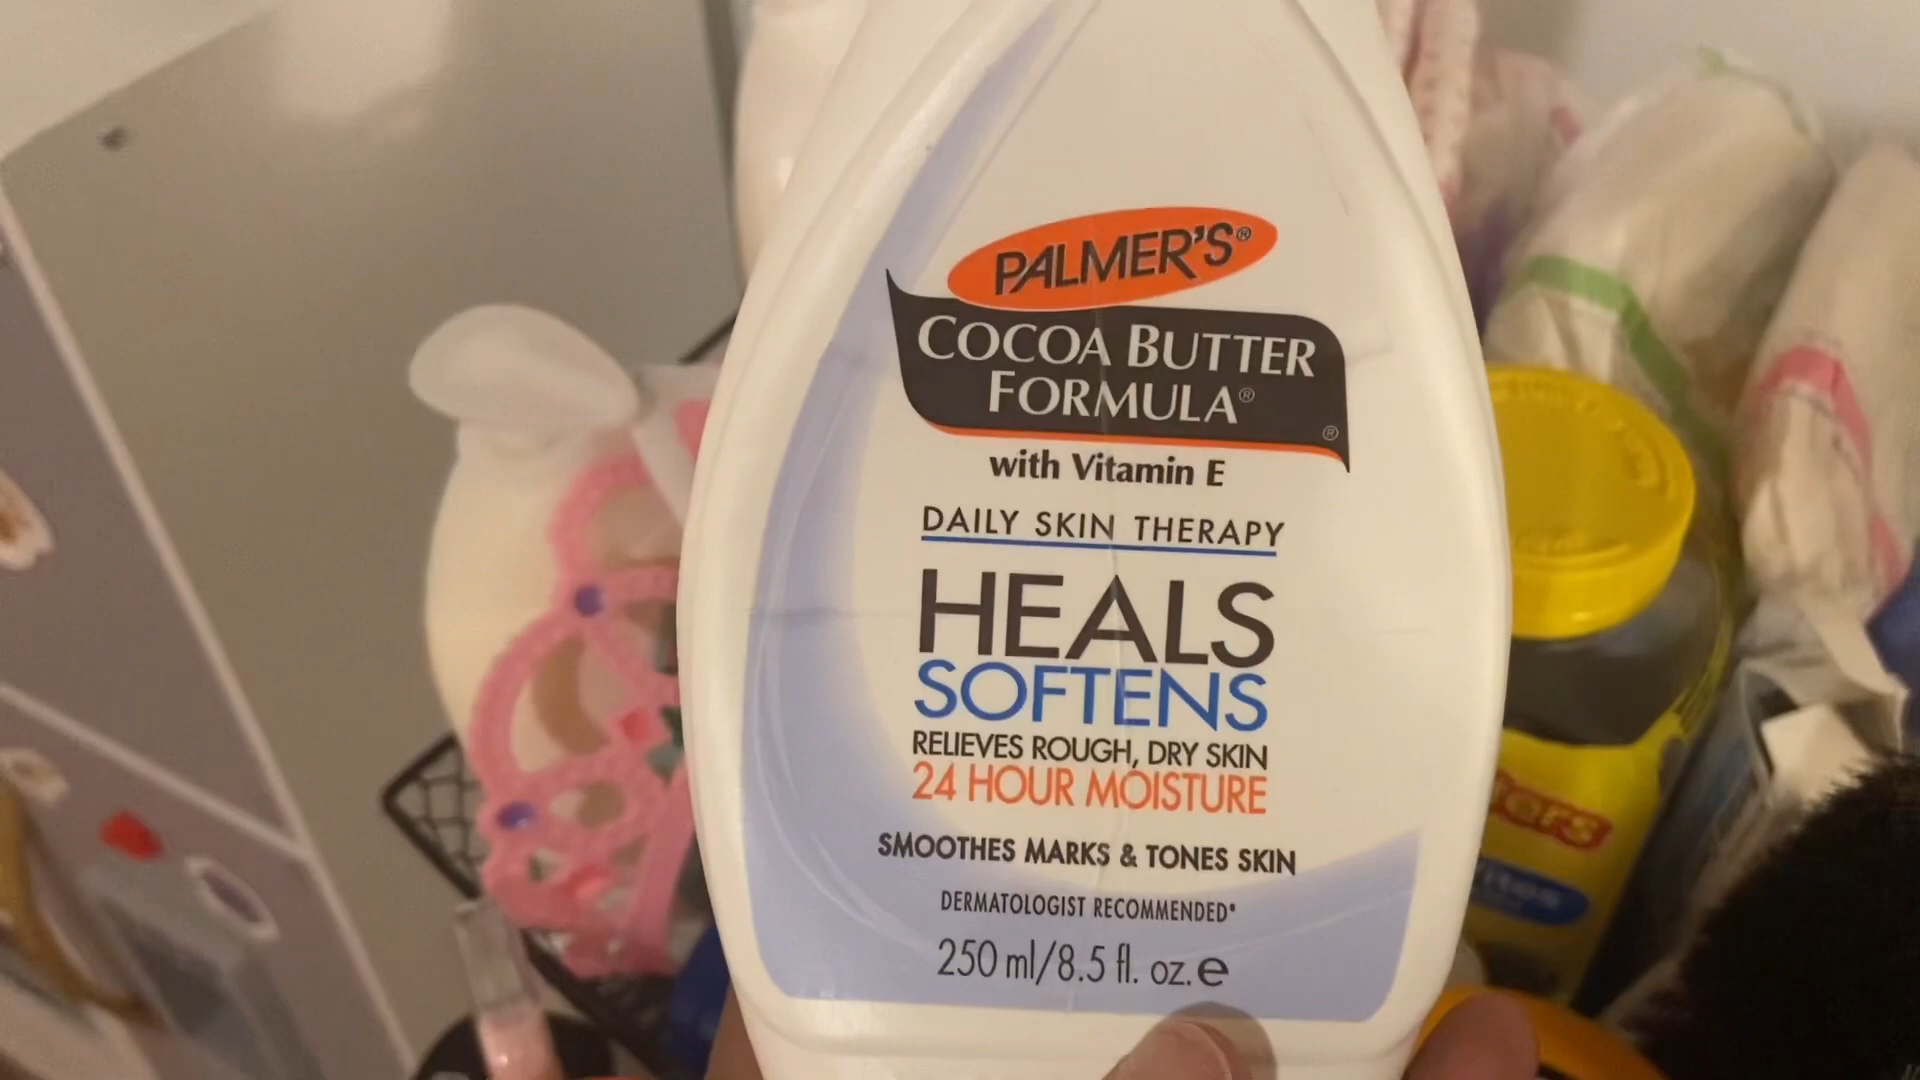 PALMER'S®
COCOA BUTTER
FORMULA®
®
with Vitamin E
DAILY SKIN THERAPY
HEALS
SOFTENS
RELIEVES ROUGH, DRY SKIN
24 HOUR MOISTURE
SMOOTHES MARKS & TONES SKIN
DERMATOLOGIST RECOMMENDED*
250 ml/8.5 fl. oz. e